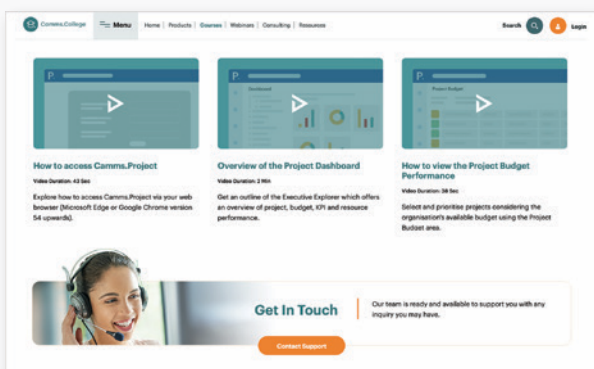 Camms.College
Menu
Home | Products | Courses | Webinars | Consulting | Resources
Search
Login
P.
P.
Dashboard
P.
Project Budget
How to access Camms.Project
Overview of the Project Dashboard
How to view the Project Budget
Performance
Video Duration: 43 Sec
Video Duration: 2 Min
Video Duration: 39 Sec
Explore how to access Camms.Project via your web
browser (Microsoft Edge or Google Chrome version
54 upwards).
Get an outline of the Executive Explorer which offers
an overview of project, budget, KPI and resource
performance.
Select and prioritise projects considering the
organisation's available budget using the Project
Budget area.
Get In Touch
Our team is ready and available to support you with any
inquiry you may have.
Contact Support